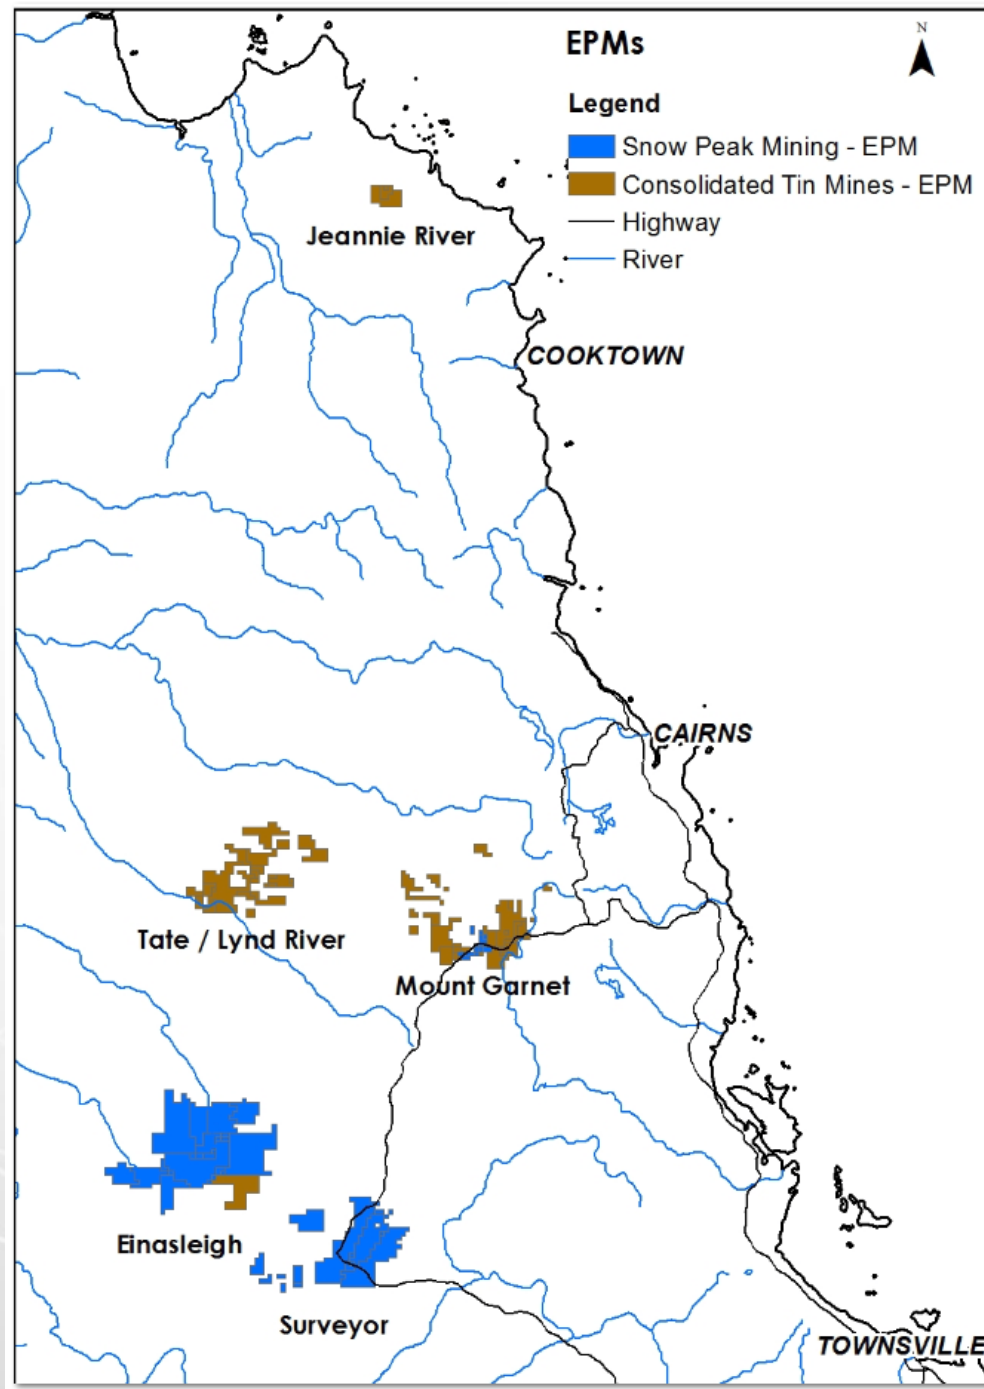 EPMs
N
Legend
Snow Peak Mining - EPM
Consolidated Tin Mines - EPM
Highway
River
Jeannie River
COOKTOWN
CAIRNS
Tate / Lynd River
Mount Garnet
Einasleigh
Surveyor
TOWNSVILLE